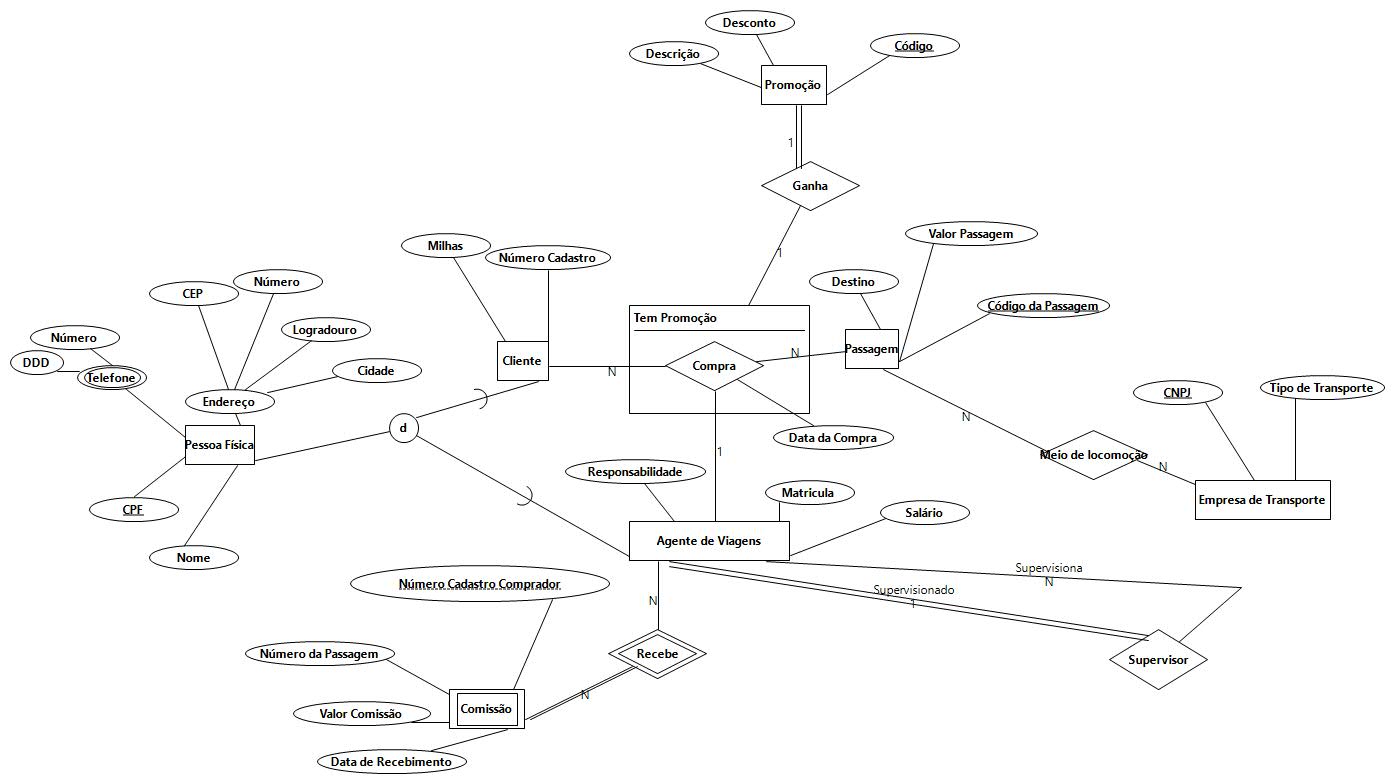 Desconto
Descrição
Código
Promoção
1
Ganha
Valor Passagem
Milhas
Número Cadastro
1
Destino
CEP
Número
Código da Passagem
Tem Promoção
Número
Logradouro
DDD
Telefone
Cliente
Passagem
N
Compra
N
Cidade
CNPJ
Tipo de Transporte
Endereço
N
d
Data da Compra
Pessoa Física
1
Meio de locomoção
N
Responsabilidade
Matricula
Empresa de Transporte
CPF
Salário
Agente de Viagens
Nome
Supervisiona
N
Número Cadastro Comprador
Supervisionado
1
N
Número da Passagem
Recebe
Supervisor
N
Valor Comissão
Comissão
Data de Recebimento